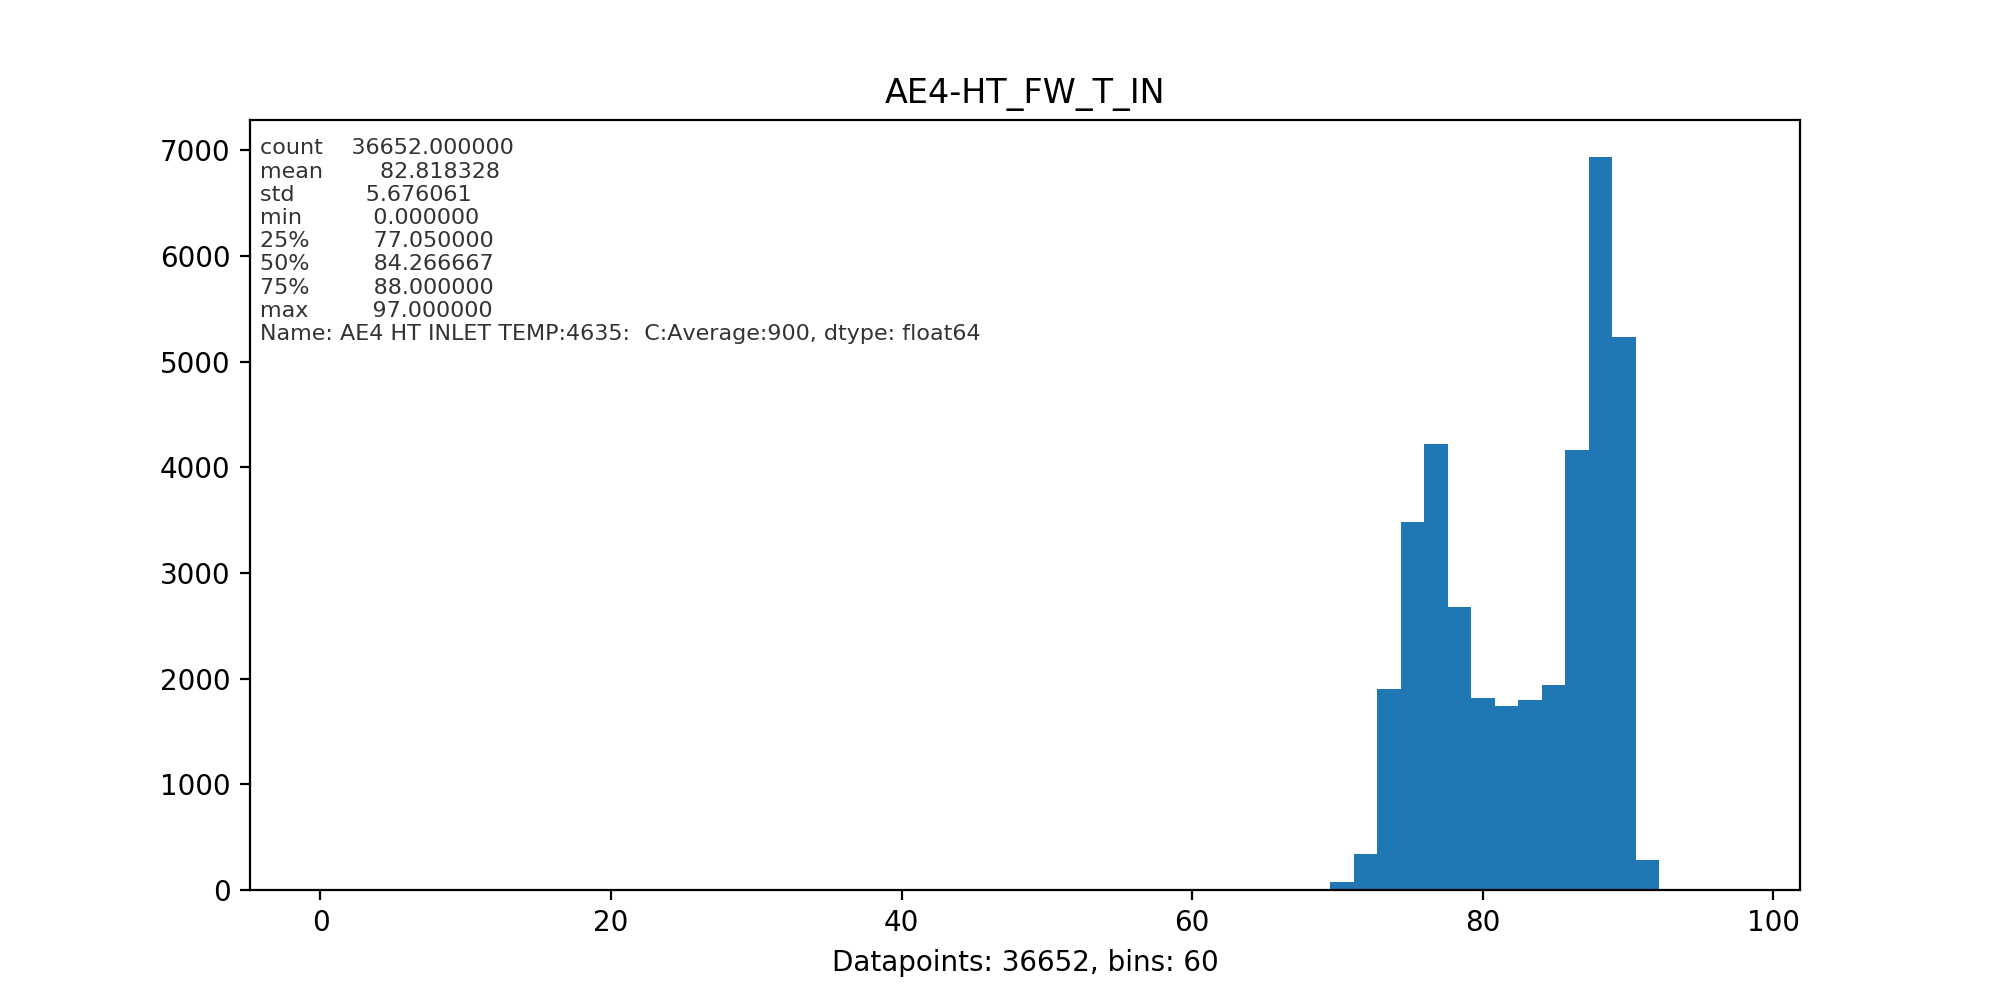 AE4-HT_FW_T_IN
7000
6000
5000
4000
3000
2000
1000
0
count 36652.000000
mean 82.818328
std 5.676061
min 0.000000
25% 77.050000
50% 84.266667
75% 88.000000
max 97.000000
Name: AE4 HT INLET TEMP:4635:  C:Average:900, dtype: float64
0 20 40 60 80 100
Datapoints: 36652, bins: 60